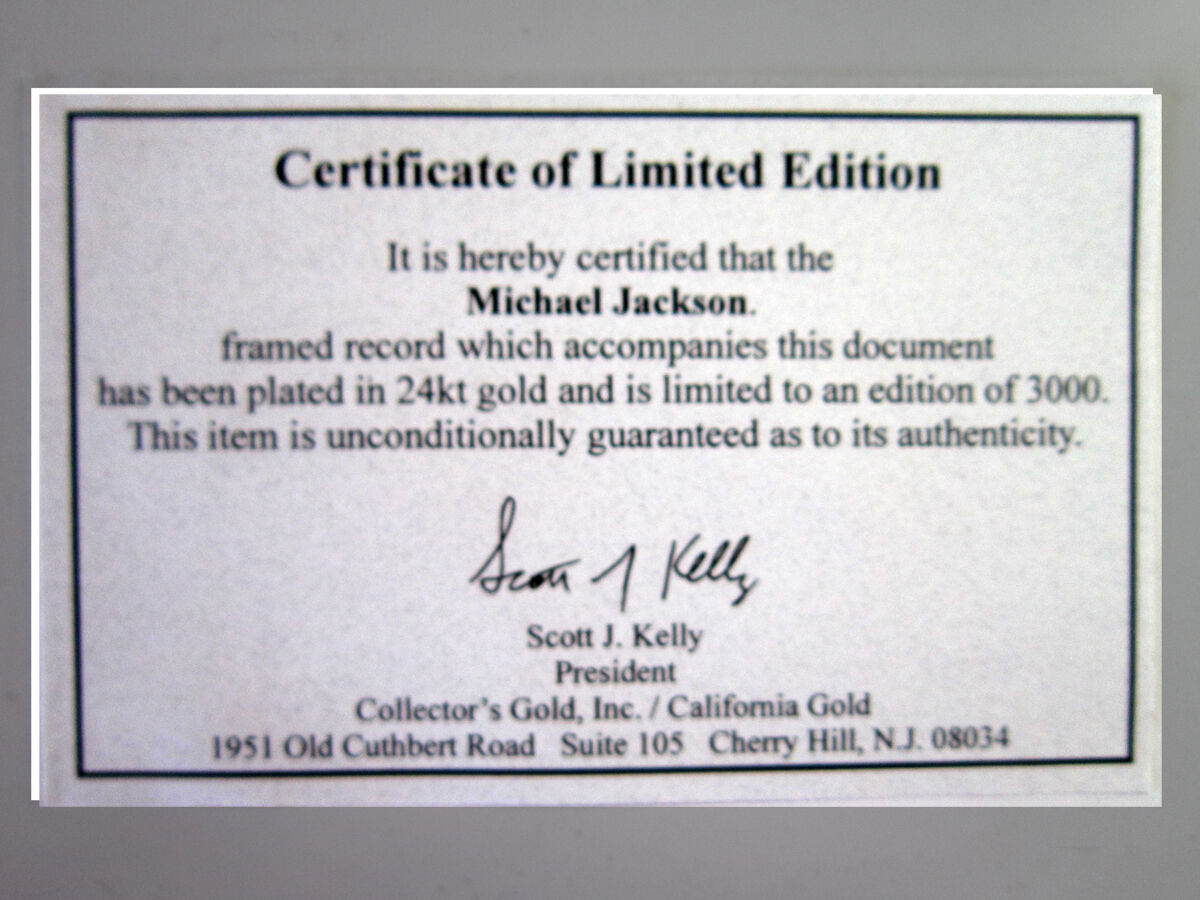 Certificate of Limited Edition
It is hereby certified that the
Michael Jackson.
framed record which accompanies this document
has been plated in 24kt gold and is limited to an edition of 3000.
This item is unconditionally guaranteed as to its authenticity.
Scott J Kelly
Scott J. Kelly
President
Collector's Gold, Inc. / California Gold
1951 Old Cuthbert Road Suite 105 Cherry Hill, N.J. 08034